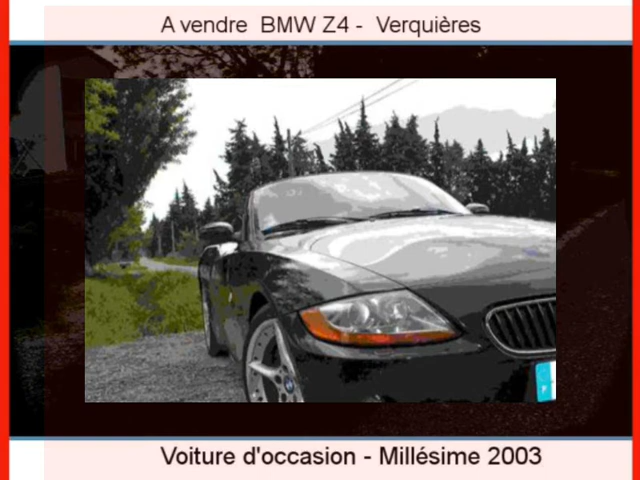 A vendre BMW Z4 - Verquières
Voiture d'occasion - Millésime 2003